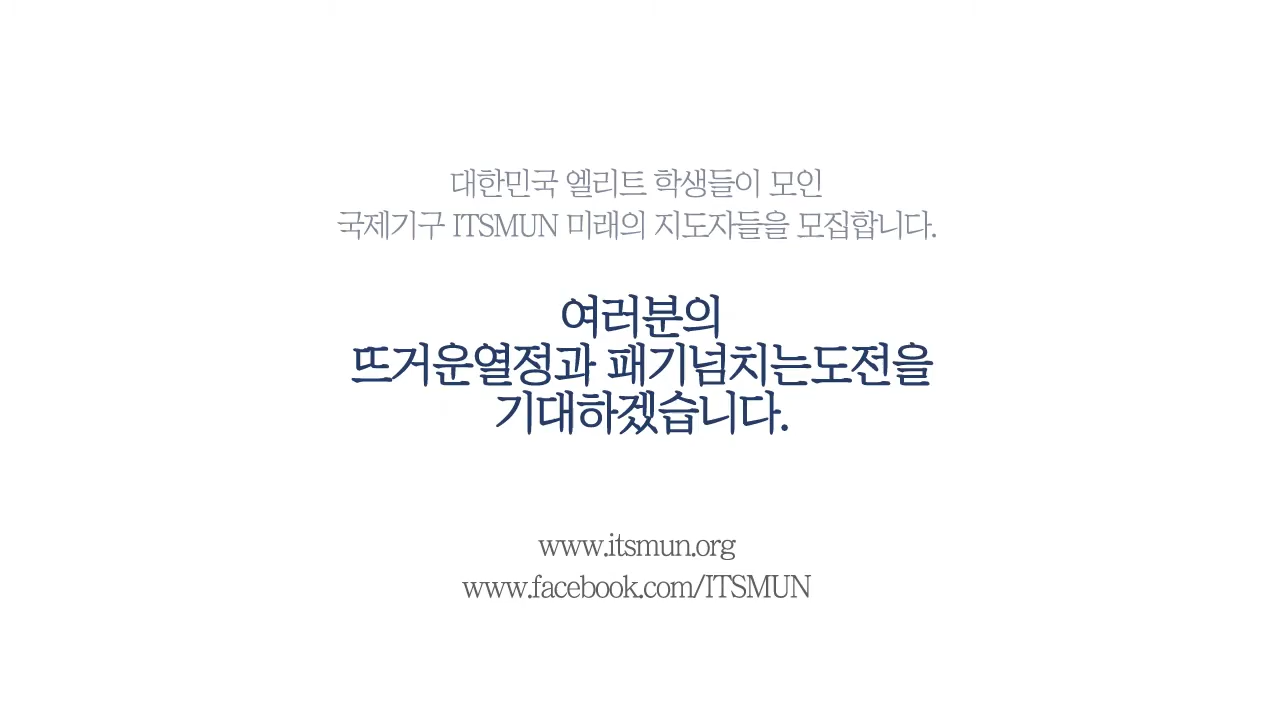 대한민국 엘리트 학생들이 모인
국제기구 ITSMUN 미래의 지도자들을 모집합니다.
여러분의
뜨거운열정과 패기넘치는도전을
기대하겠습니다.
www.itsmun.org
www.facebook.com/ITSMUN